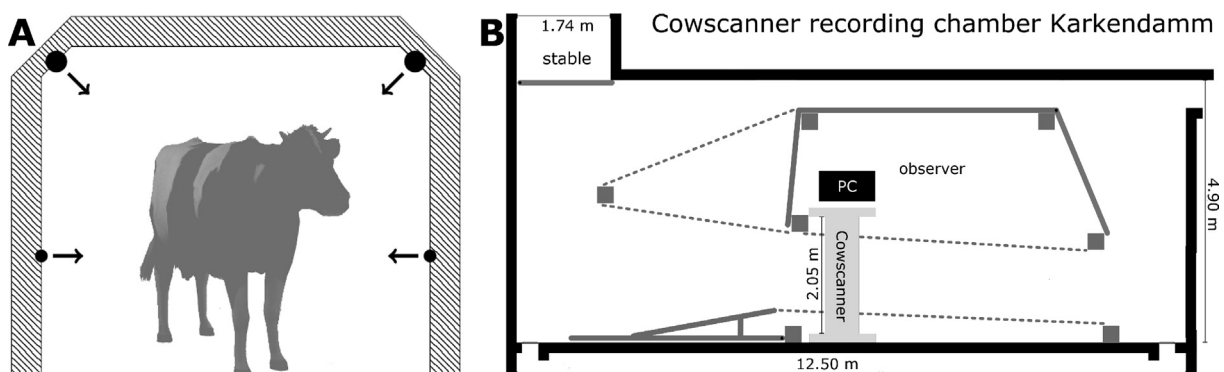 A
B
Cowscanner recording chamber Karkendamm
1.74 m
stable
observer
PC
Cowscanner
2.05 m
4.90 m
12.50 m